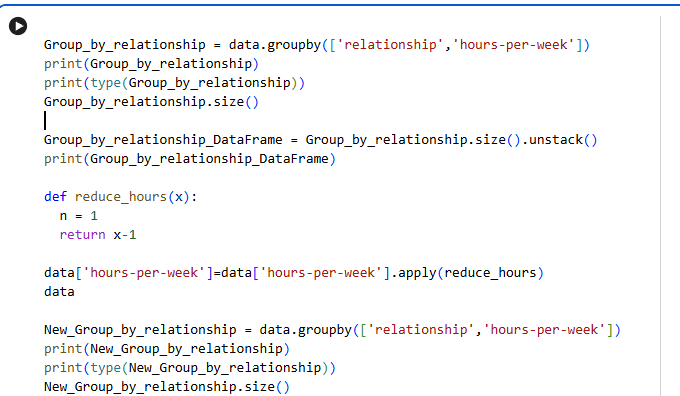 Group_by_relationship = data.groupby(['relationship','hours-per-week'])
print(Group_by_relationship)
print(type(Group_by_relationship))
Group_by_relationship.size()
Group_by_relationship_DataFrame = Group_by_relationship.size().unstack()
print(Group_by_relationship_DataFrame)
def reduce_hours(x):
  n = 1
  return x-1
data['hours-per-week']=data['hours-per-week'].apply(reduce_hours)
data
New_Group_by_relationship = data.groupby(['relationship','hours-per-week'])
print(New_Group_by_relationship)
print(type(New_Group_by_relationship))
New_Group_by_relationship.size()